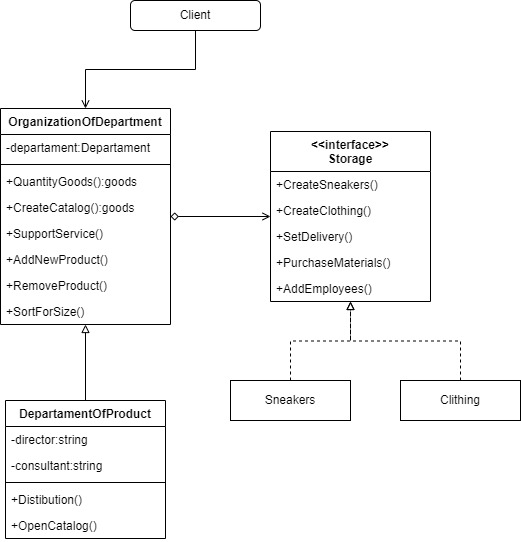 Client
OrganizationOfDepartment
-departament:Departament
+QuantityGoods():goods
+CreateCatalog():goods
+SupportService()
+AddNewProduct()
+RemoveProduct()
+SortForSize()
<<interface>>
Storage
+CreateSneakers()
+CreateClothing()
+SetDelivery()
+PurchaseMaterials()
+AddEmployees()
Sneakers
Clithing
DepartamentOfProduct
-director:string
-consultant:string
+Distibution()
+OpenCatalog()